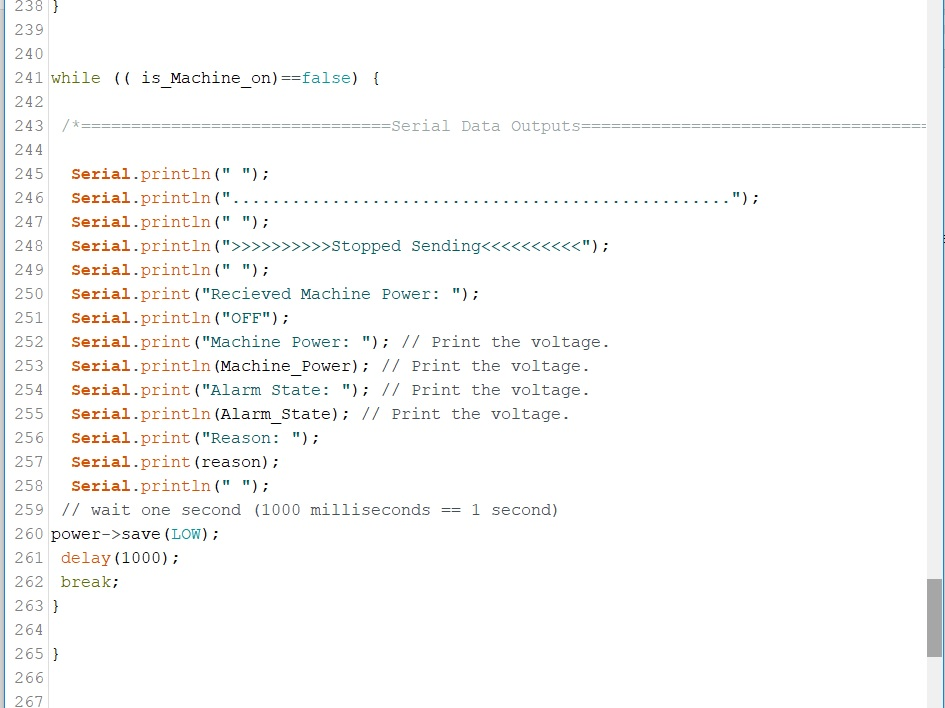 238 }
239
240
241 while (( is_Machine_on)==false) {
242
243 /*===============================Serial Data Outputs===================================
244
245 Serial.println(" ");
246 Serial.println("..................................................");
247 Serial.println(" ");
248 Serial.println(">>>>>>>>>>Stopped Sending<<<<<<<<<<");
249 Serial.println(" ");
250 Serial.print("Recieved Machine Power: ");
251 Serial.println("OFF");
252 Serial.print("Machine Power: "); // Print the voltage.
253 Serial.println(Machine_Power); // Print the voltage.
254 Serial.print("Alarm State: "); // Print the voltage.
255 Serial.println(Alarm_State); // Print the voltage.
256 Serial.print("Reason: ");
257 Serial.print(reason);
258 Serial.println(" ");
259 // wait one second (1000 milliseconds == 1 second)
260 power->save(LOW);
261 delay(1000);
262 break;
263 }
264
265 }
266
267